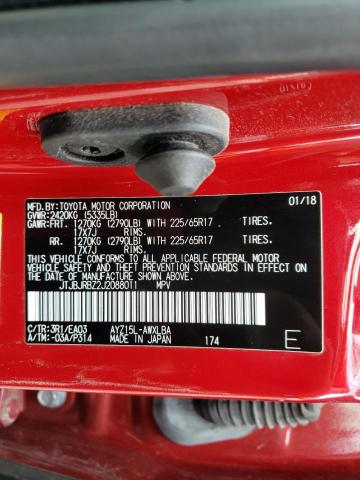 01/18
MFD.BY:TOYOTA MOTOR CORPORATION 01/18
GVWR:2420KG (5335LB)
GAWR:FRT. 1270KG (2790LB) WITH 225/65R17 TIRES.
17X7J RIMS.
RR. 1270KG (2790LB) WITH 225/65R17 TIRES.
17X7J RIMS.
THIS VEHICLE CONFORMS TO ALL APPLICABLE FEDERAL MOTOR
VEHICLE SAFETY STANDARDS IN EFFECT ON THE
DATE OF MANUFACTURE SHOWN ABOVE.
JTJBJRBZ2J2088011 MPV
C/TR:3R1/EA03 AYZ15L-AWXLBA
A/TM:-03A/P314 MADE IN JAPAN 174 E